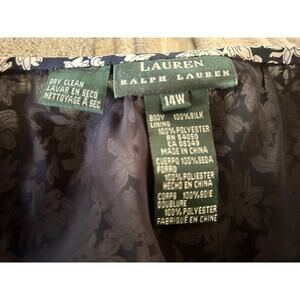 DRY CLEAN
LAVAR EN SECO
NETTOYAGE A SEC
LAUREN
RALPH LAUREN
14W
BODY 100%SILK
LINING
100%POLYESTER
RN 54050
CA 08349
MADE IN CHINA
CUERPO 100%SEDA
FORRO
100%POLIESTER
HECHO EN CHINA
CORPS 100%SOIE
DOUBLURE
100%POLYESTER
FABRIQUÉ EN CHINE